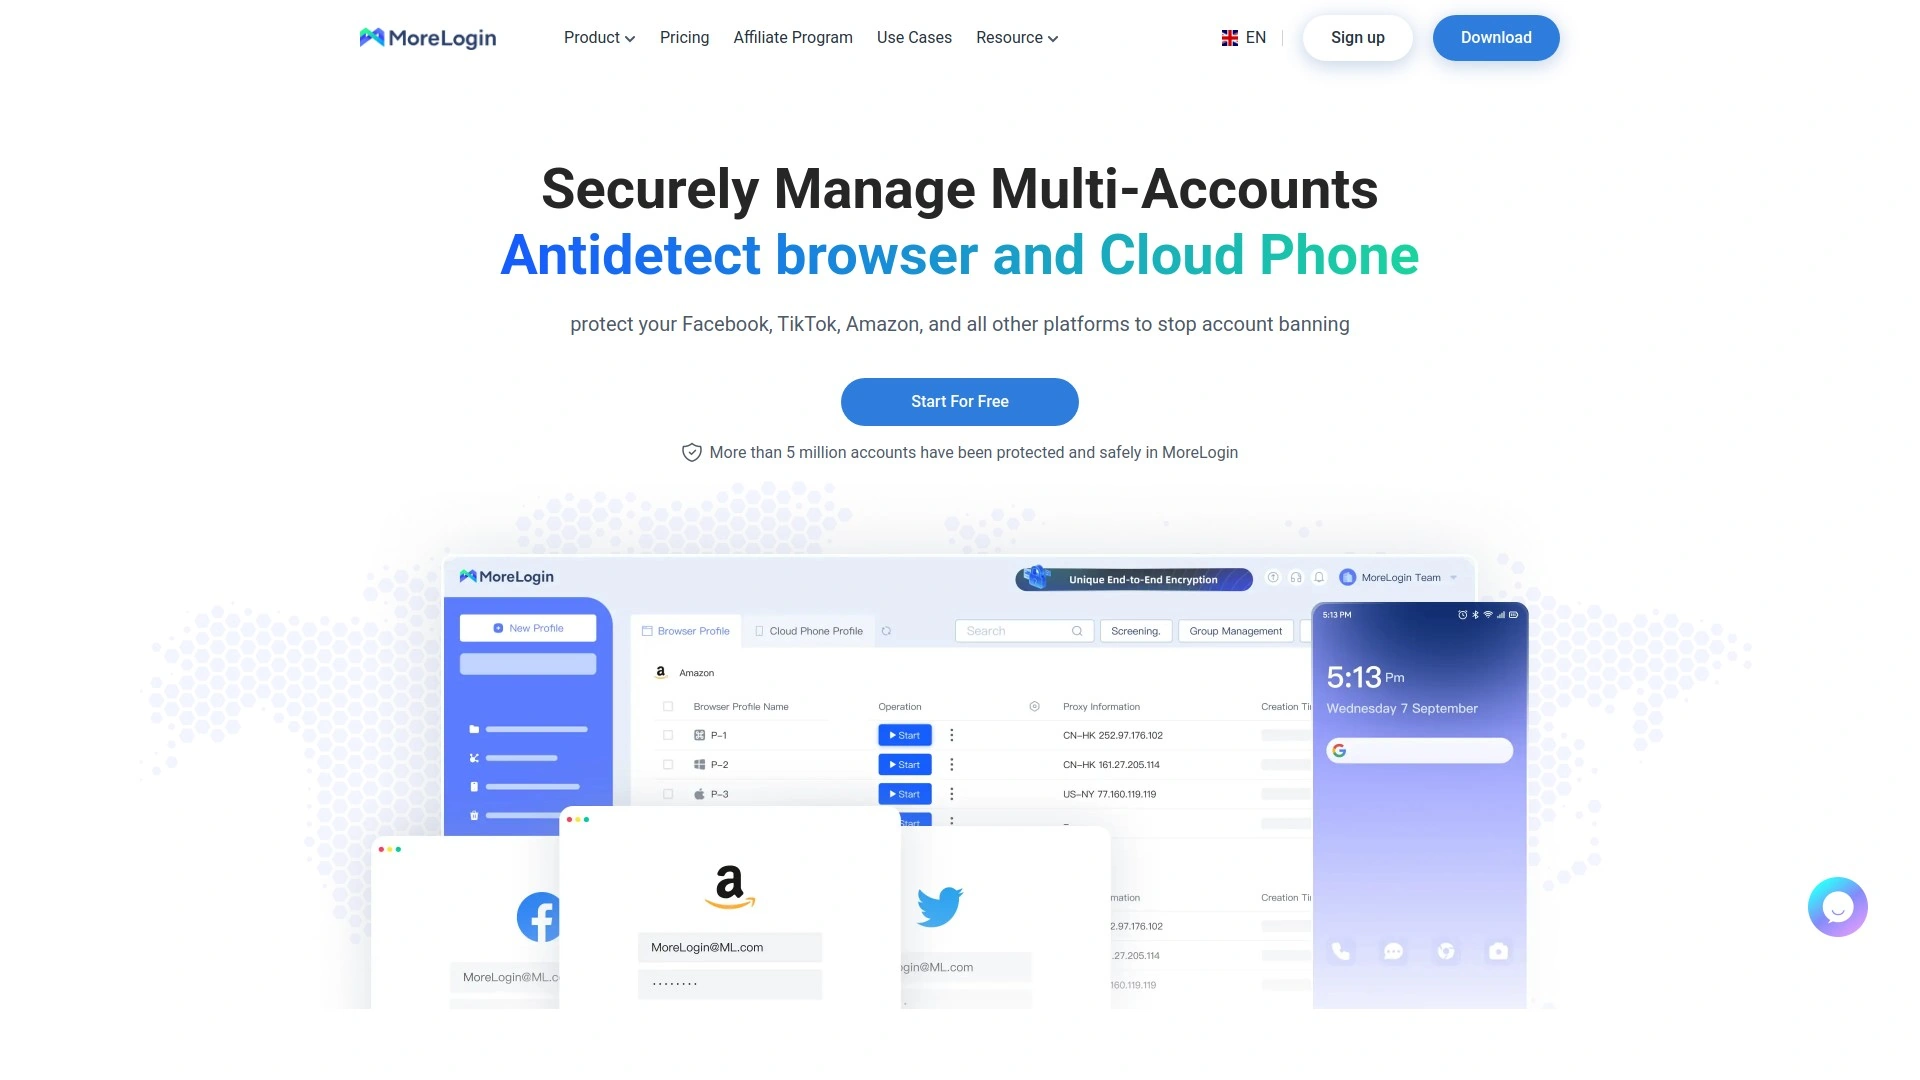 MoreLogin
Product
Pricing
Affiliate Program
Use Cases
Resource
EN
Sign up
Download
Securely Manage Multi-Accounts
Antidetect browser and Cloud Phone
protect your Facebook, TikTok, Amazon, and all other platforms to stop account banning
Start For Free
More than 5 million accounts have been protected and safely in MoreLogin
MoreLogin
Unique End-to-End Encryption
MoreLogin Team
New Profile
Browser Profile
Cloud Phone Profile
Search
Screening.
Group Management
a Amazon
Browser Profile Name
Operation
Proxy Information
Creation Ti
P-1
Start
CN-HK 252.97.176.102
P-2
Start
CN-HK 161.27.205.114
P-3
Start
US-NY 77.160.119.119
Start
-
mation
Creation Ti
2.97.176.102
.27.205.114
160.119.119
5:13 PM
5:13 Pm
Wednesday 7 September
G
f
MoreLogin@ML.c
a
MoreLogin@ML.com
········
ogin@ML.com